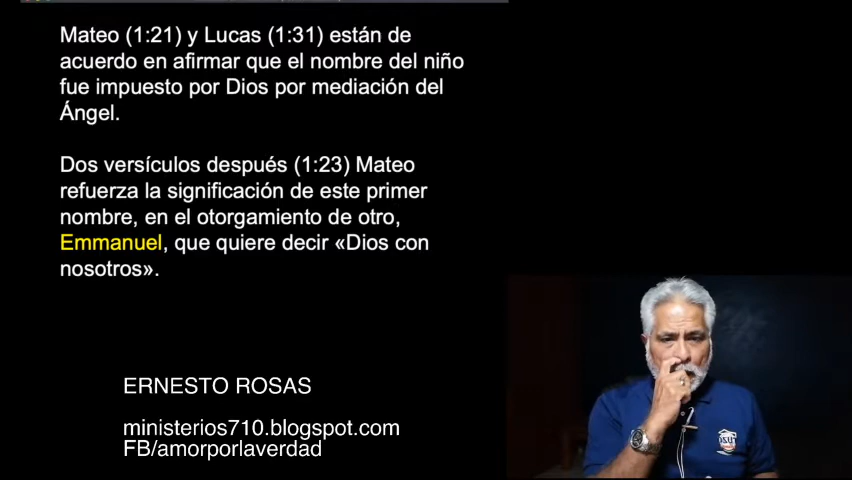 Mateo (1:21) y Lucas (1:31) están de
acuerdo en afirmar que el nombre del niño
fue impuesto por Dios por mediación del
Ángel.
Dos versículos después (1:23) Mateo
refuerza la significación de este primer
nombre, en el otorgamiento de otro,
Emmanuel, que quiere decir «Dios con
nosotros».
ERNESTO ROSAS
ministerios710.blogspot.com
FB/amorporlaverdad